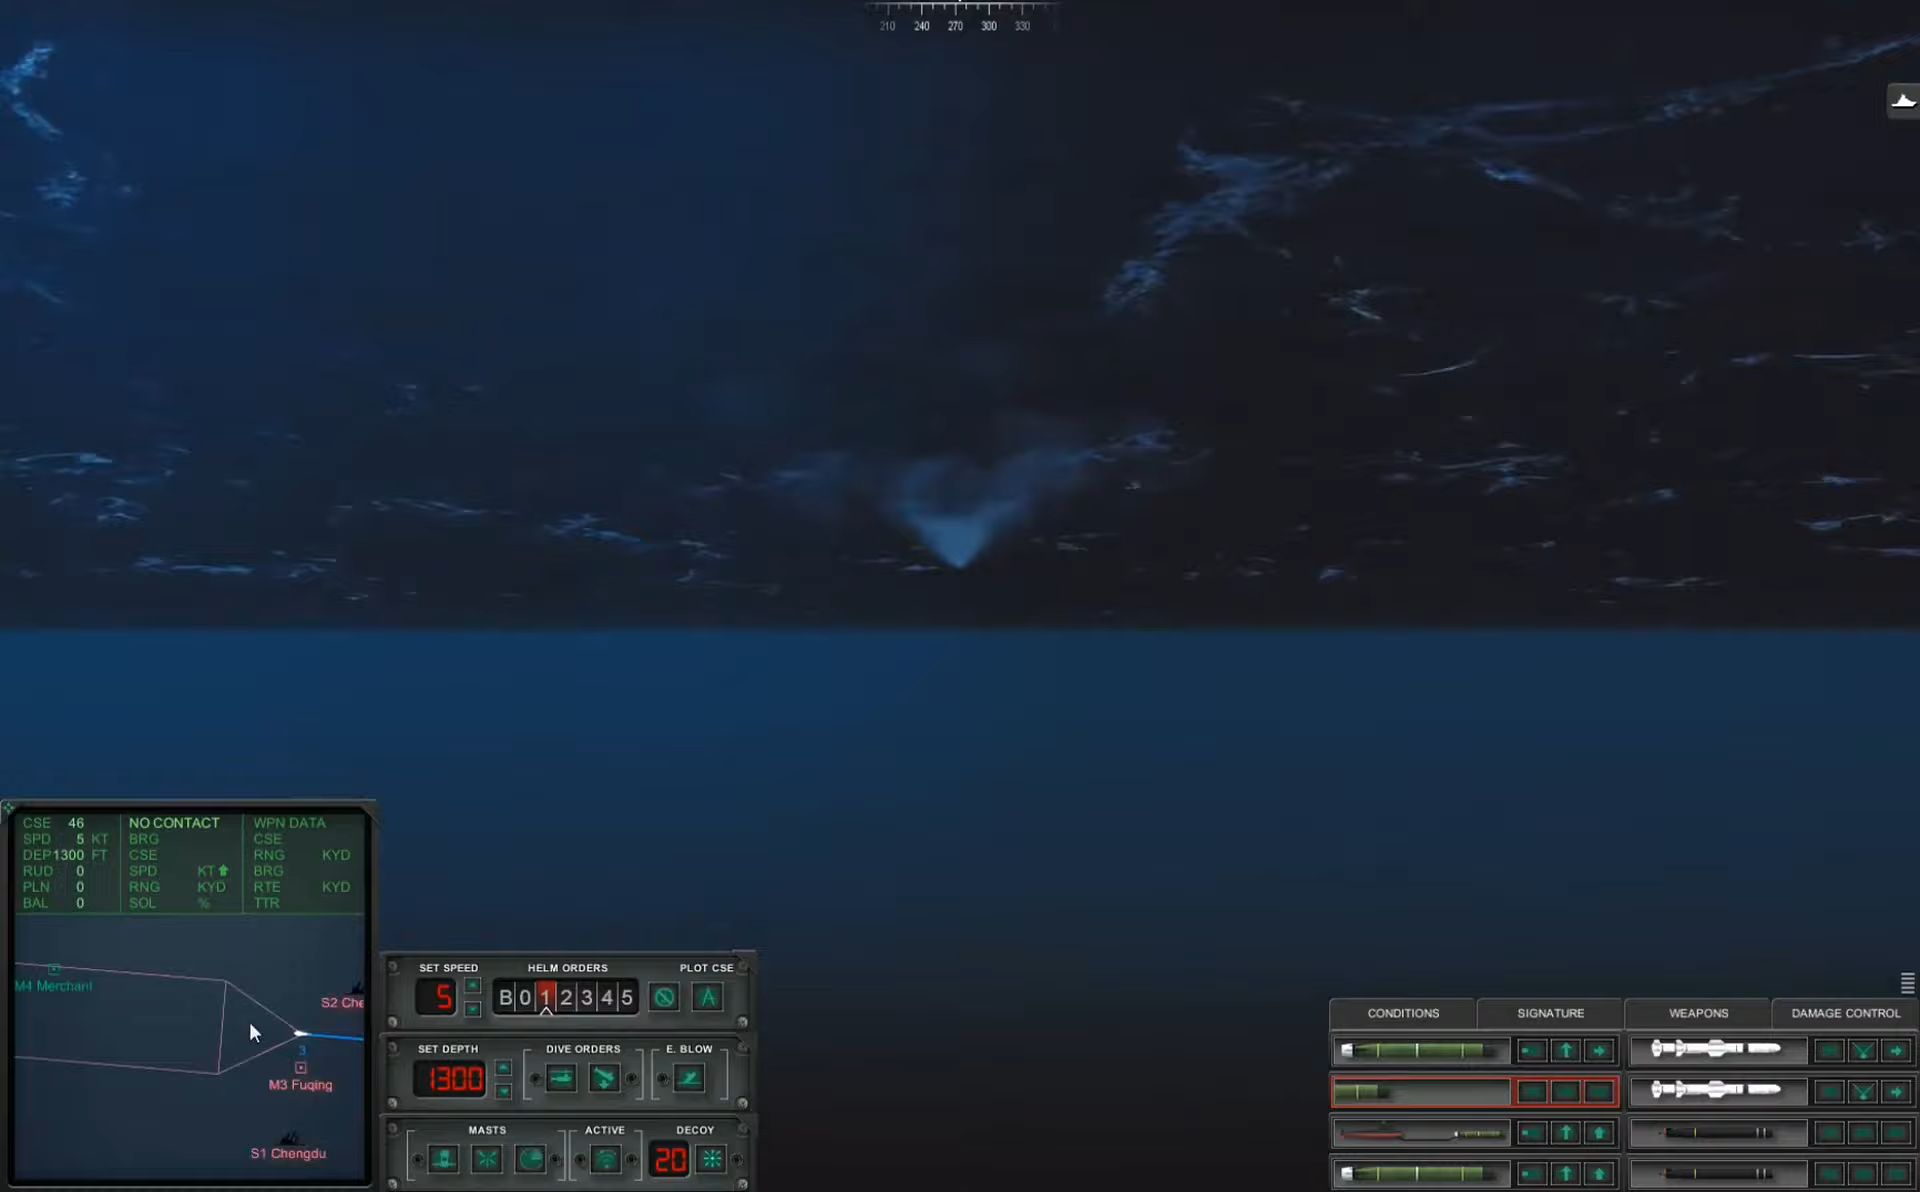 210 240 270 300 330
CSE 46
SPD 5 KT
DEP 1300 FT
RUD 0
PLN 0
BAL 0
NO CONTACT
BRG
CSE
SPD KT
RNG KYD
SOL %
WPN DATA
CSE
RNG KYD
BRG
RTE KYD
TTR
M4 Merchant
S2 Che
3
M3 Fuqing
S1 Chengdu
SET SPEED
HELM ORDERS
PLOT CSE
5
B 0 1 2 3 4 5
SET DEPTH
DIVE ORDERS
E. BLOW
1300
MASTS
ACTIVE
DECOY
20
CONDITIONS
SIGNATURE
WEAPONS
DAMAGE CONTROL